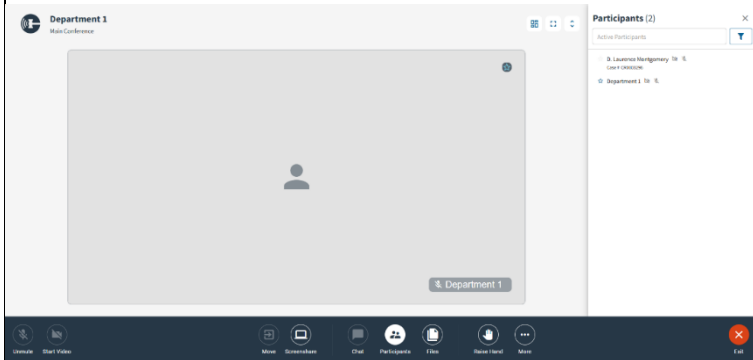 Department 1
Main Conference
Participants (2)
Active Participants
D. Laurence Montgomery
Department 1
Department 1
Unmute
Start Video
Move
Screenshare
Chat
Participants
Files
Raise Hand
More
Exit